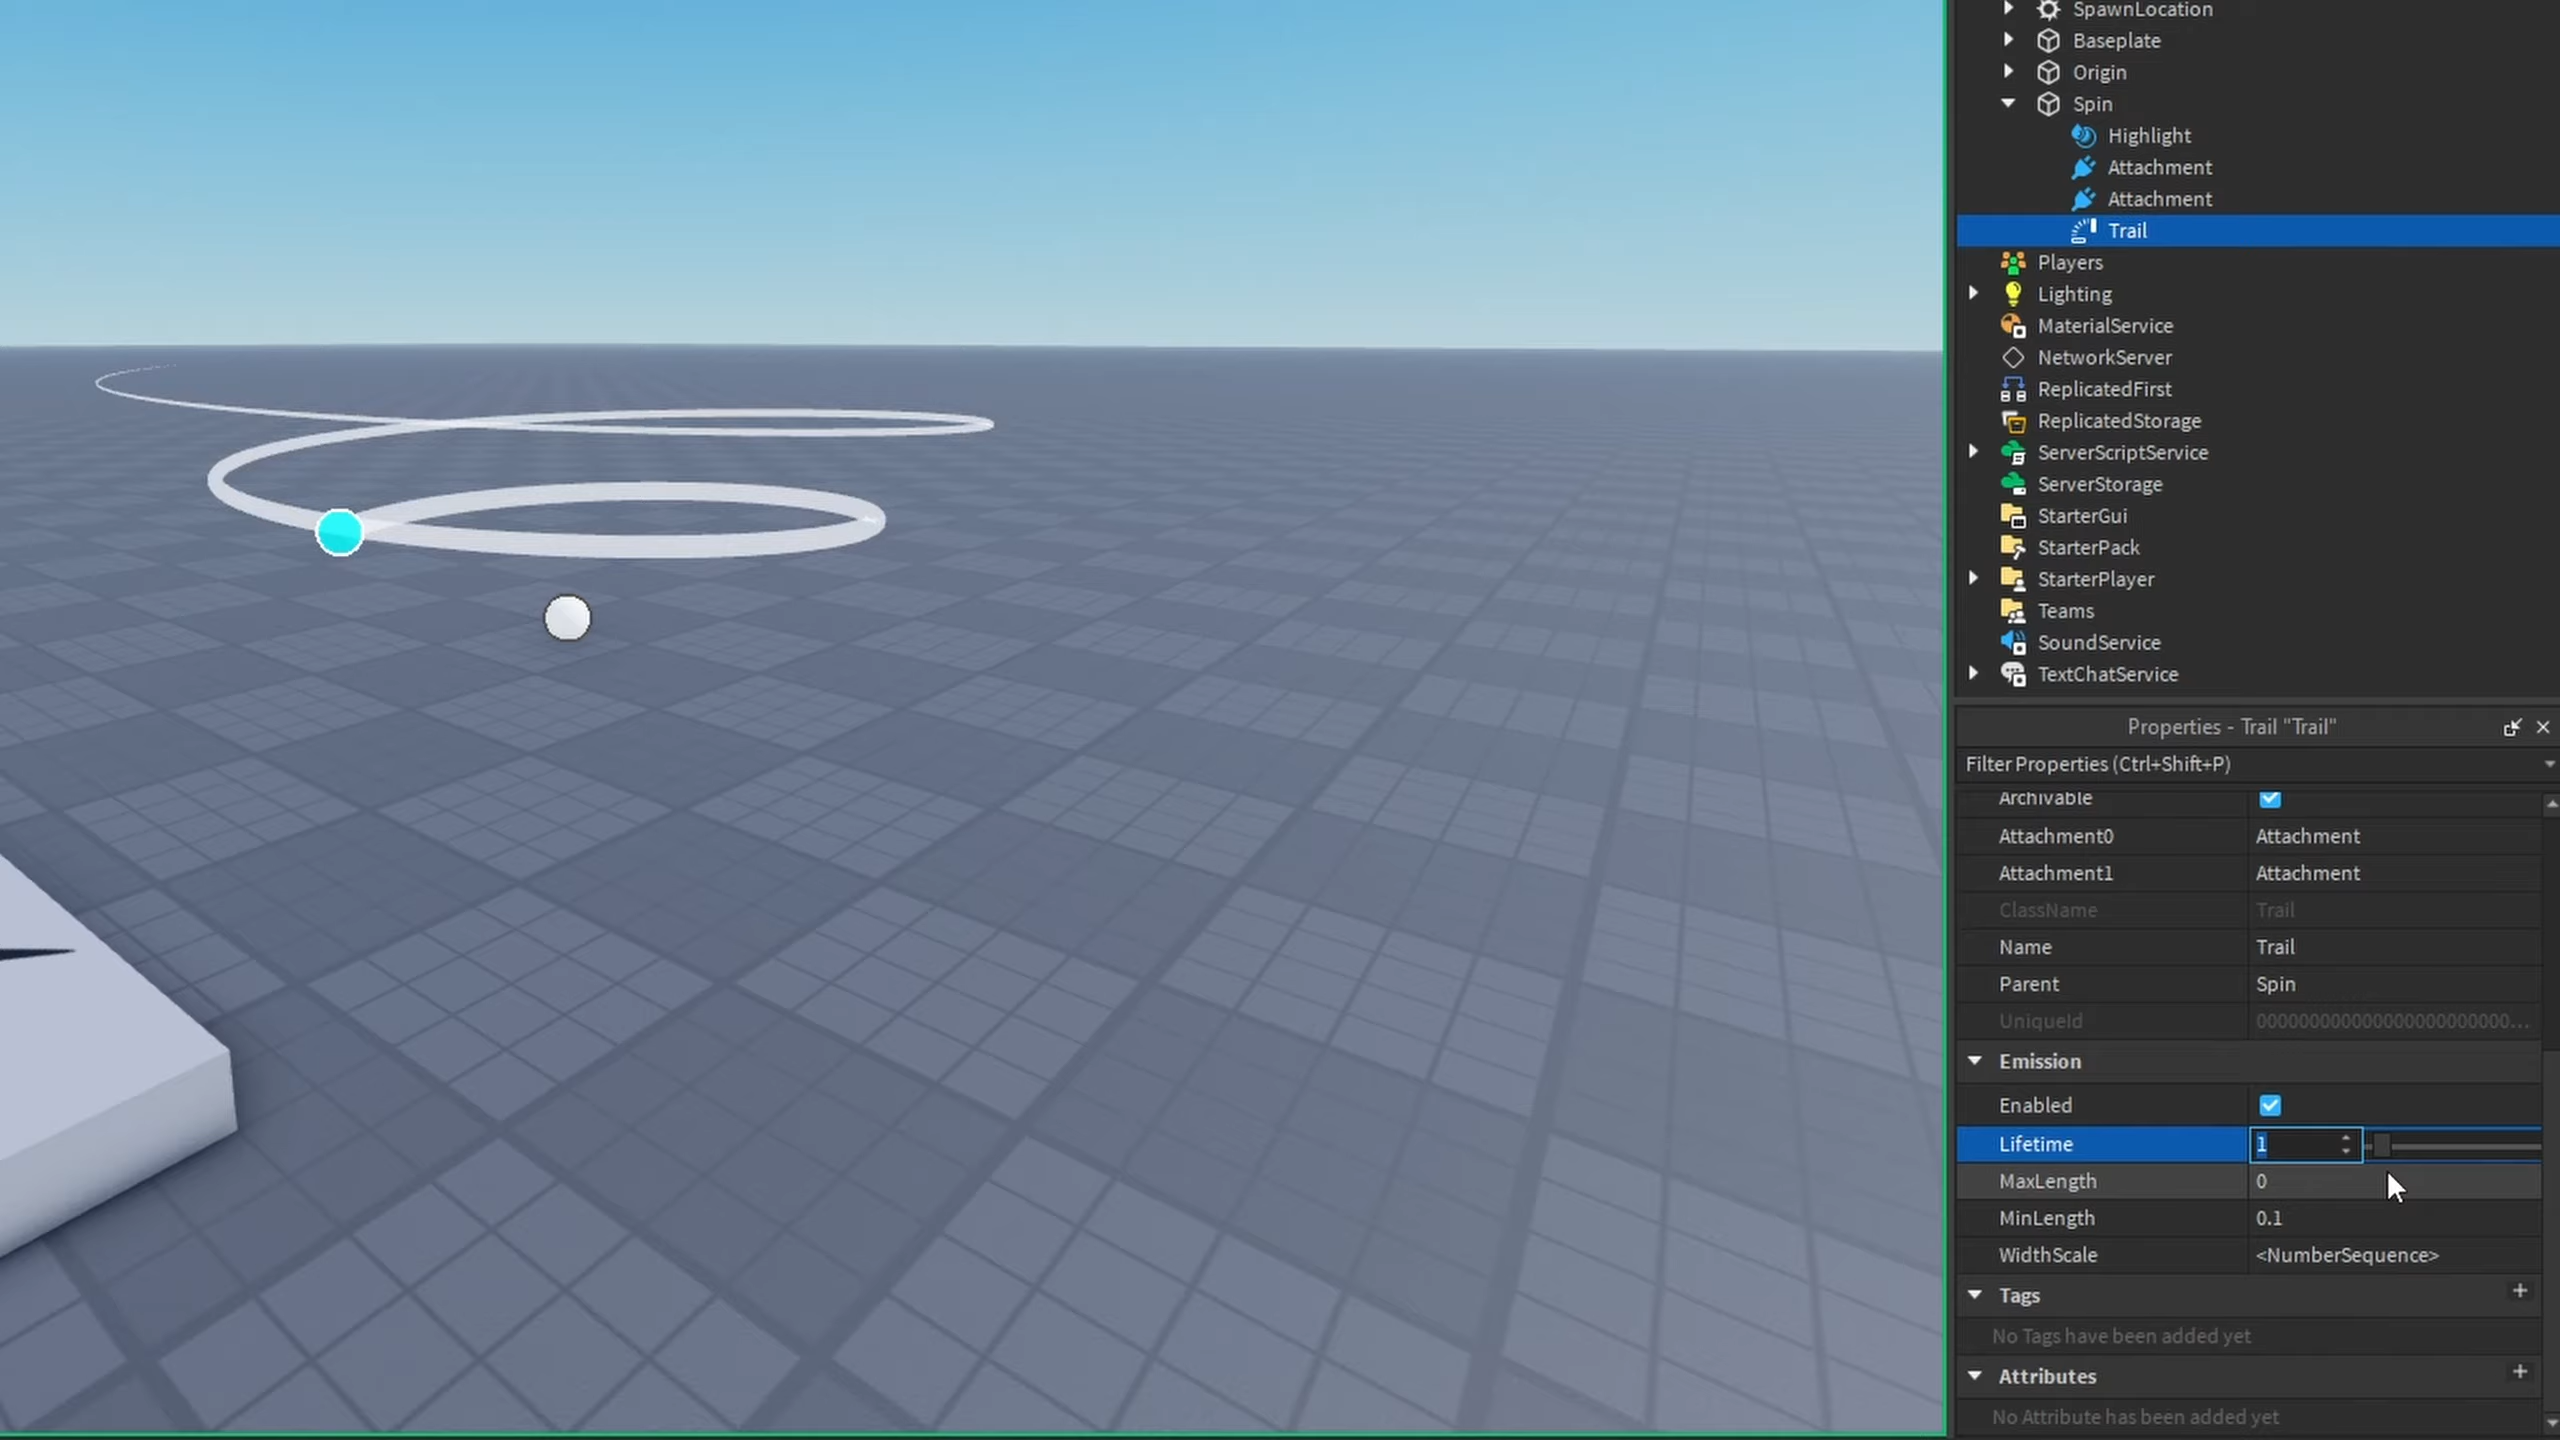 SpawnLocation
Baseplate
Origin
Spin
Highlight
Attachment
Attachment
Trail
Players
Lighting
MaterialService
NetworkServer
ReplicatedFirst
ReplicatedStorage
ServerScriptService
ServerStorage
StarterGui
StarterPack
StarterPlayer
Teams
SoundService
TextChatService
Properties - Trail "Trail"
Filter Properties (Ctrl+Shift+P)
Archivable
Attachment0 Attachment
Attachment1 Attachment
ClassName Trail
Name Trail
Parent Spin
UniqueId 000000000000000000000000...
Emission
Enabled
Lifetime 1
MaxLength 0
MinLength 0.1
WidthScale <NumberSequence>
Tags
No Tags have been added yet
Attributes
No Attribute has been added yet